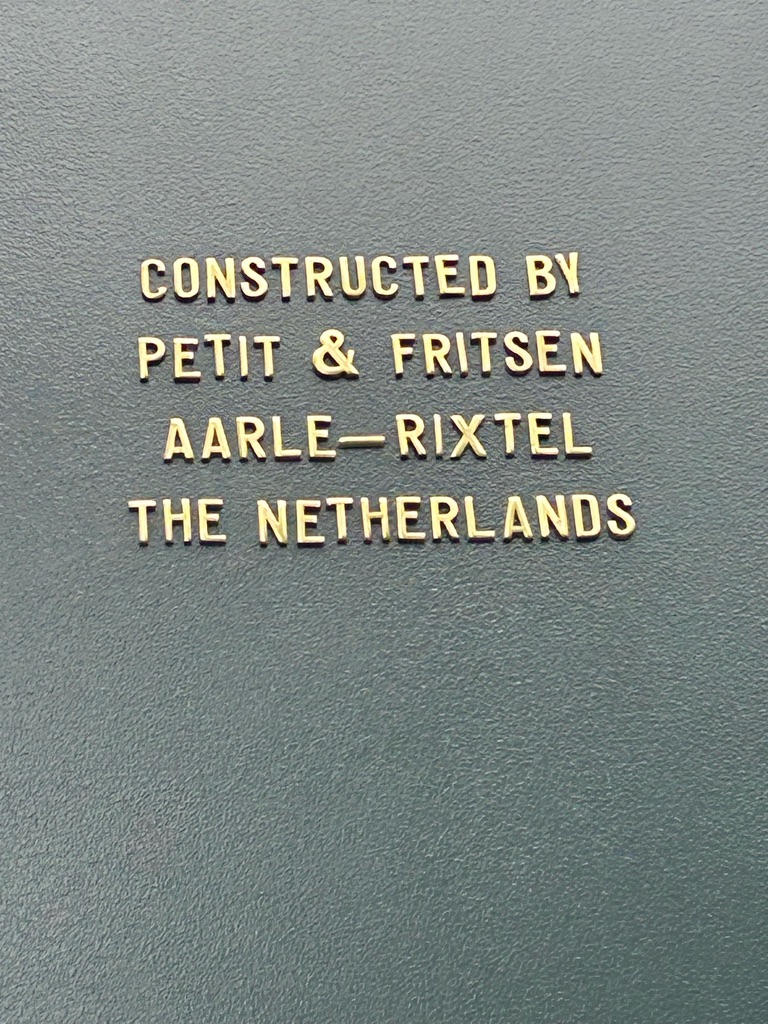 CONSTRUCTED BY
PETIT & FRITSEN
AARLE—RIXTEL
THE NETHERLANDS